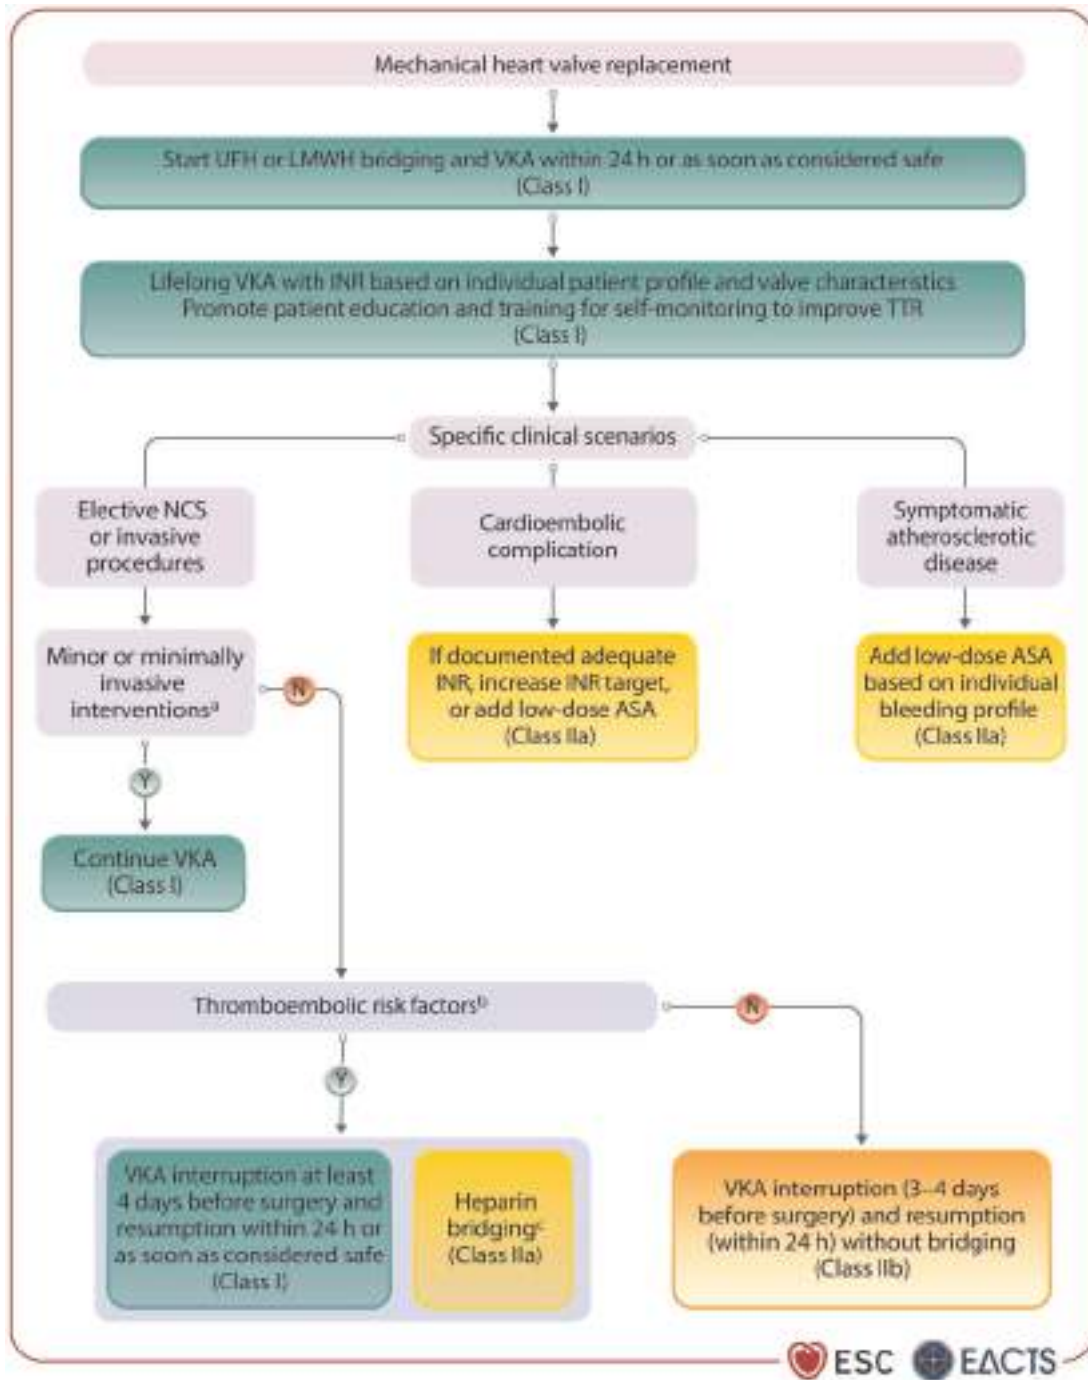 Mechanical heart valve replacement
Start UFH or LMWH bridging and VKA within 24 h or as soon as considered safe
(Class I)
Lifelong VKA with INR based on individual patient profile and valve characteristics
Promote patient education and training for self-monitoring to improve TTR
(Class I)
Specific clinical scenarios
Elective NCS
or invasive
procedures
Cardioembolic
complication
Symptomatic
atherosclerotic
disease
Minor or minimally
invasive
interventionsᵃ
N
If documented adequate
INR, increase INR target,
or add low-dose ASA
(Class IIa)
Add low-dose ASA
based on individual
bleeding profile
(Class IIa)
Y
Continue VKA
(Class I)
Thromboembolic risk factorsᵇ
N
Y
VKA interruption at least
4 days before surgery and
resumption within 24 h or
as soon as considered safe
(Class I)
Heparin
bridgingᶜ
(Class IIa)
VKA interruption (3–4 days
before surgery) and resumption
(within 24 h) without bridging
(Class IIb)
ESC EACTS